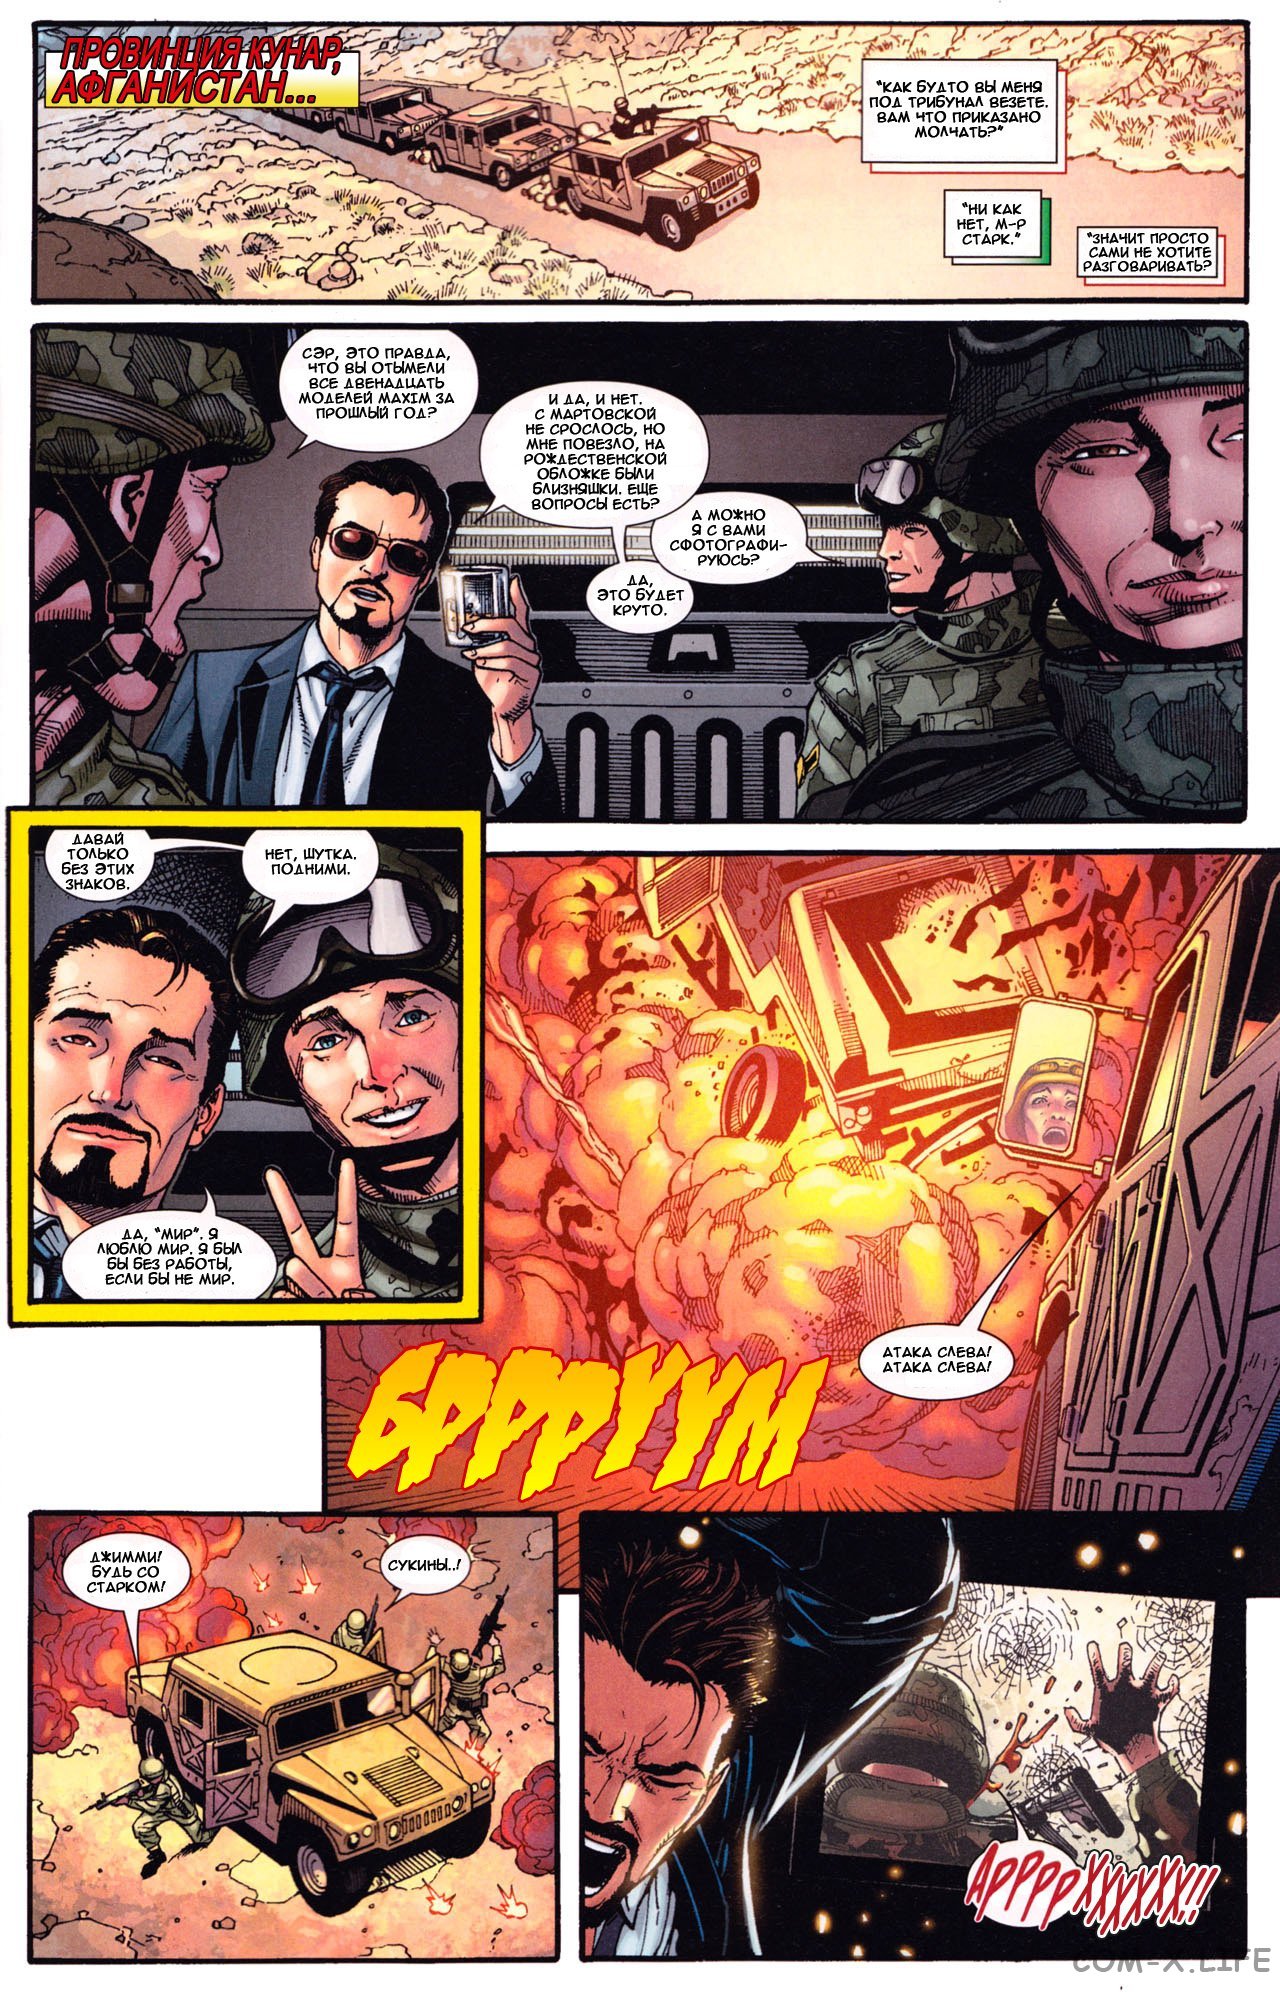 ПРОВИНЦИЯ КУНАР,
АФГАНИСТАН...
"КАК БУДТО ВЫ МЕНЯ
ПОД ТРИБУНАЛ ВЕЗЕТЕ.
ВАМ ЧТО ПРИКАЗАНО
МОЛЧАТЬ?"
"НИ КАК
НЕТ, М-Р
СТАРК."
"ЗНАЧИТ ПРОСТО
САМИ НЕ ХОТИТЕ
РАЗГОВАРИВАТЬ?
СЭР, ЭТО ПРАВДА,
ЧТО ВЫ ОТЫМЕЛИ
ВСЕ ДВЕНАДЦАТЬ
МОДЕЛЕЙ MAXIM ЗА
ПРОШЛЫЙ ГОД?
И ДА, И НЕТ.
С МАРТОВСКОЙ
НЕ СРОСЛОСЬ, НО
МНЕ ПОВЕЗЛО, НА
РОЖДЕСТВЕНСКОЙ
ОБЛОЖКЕ БЫЛИ
БЛИЗНЯШКИ. ЕЩЕ
ВОПРОСЫ ЕСТЬ?
А МОЖНО
Я С ВАМИ
СФОТОГРАФИ-
РУЮСЬ?
ДА,
ЭТО БУДЕТ
КРУТО.
ДАВАЙ
ТОЛЬКО
БЕЗ ЭТИХ
ЗНАКОВ.
НЕТ, ШУТКА.
ПОДНИМИ.
ДА, "МИР". Я
ЛЮБЛЮ МИР. Я БЫЛ
БЫ БЕЗ РАБОТЫ,
ЕСЛИ БЫ НЕ МИР.
АТАКА СЛЕВА!
АТАКА СЛЕВА!
БРРРРУУМ
ДЖИММИ!
БУДЬ СО
СТАРКОМ!
СУКИНЫ..!
АРРРРХХХХХХ!!
COM-X.LIFE